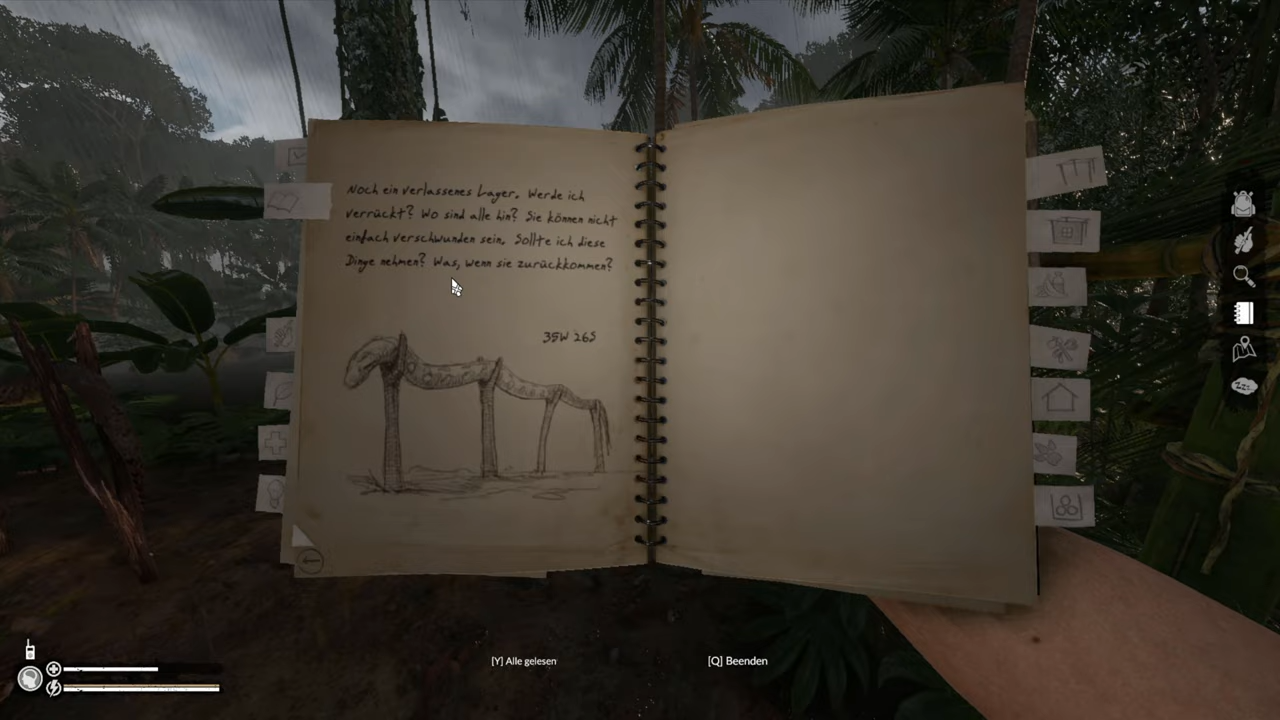 Noch ein verlassenes Lager. Werde ich
verrückt? Wo sind alle hin? Sie können nicht
einfach verschwunden sein. Sollte ich diese
Dinge nehmen? Was, wenn sie zurückkommen?
35W 26S
[Y] Alle gelesen
[Q] Beenden